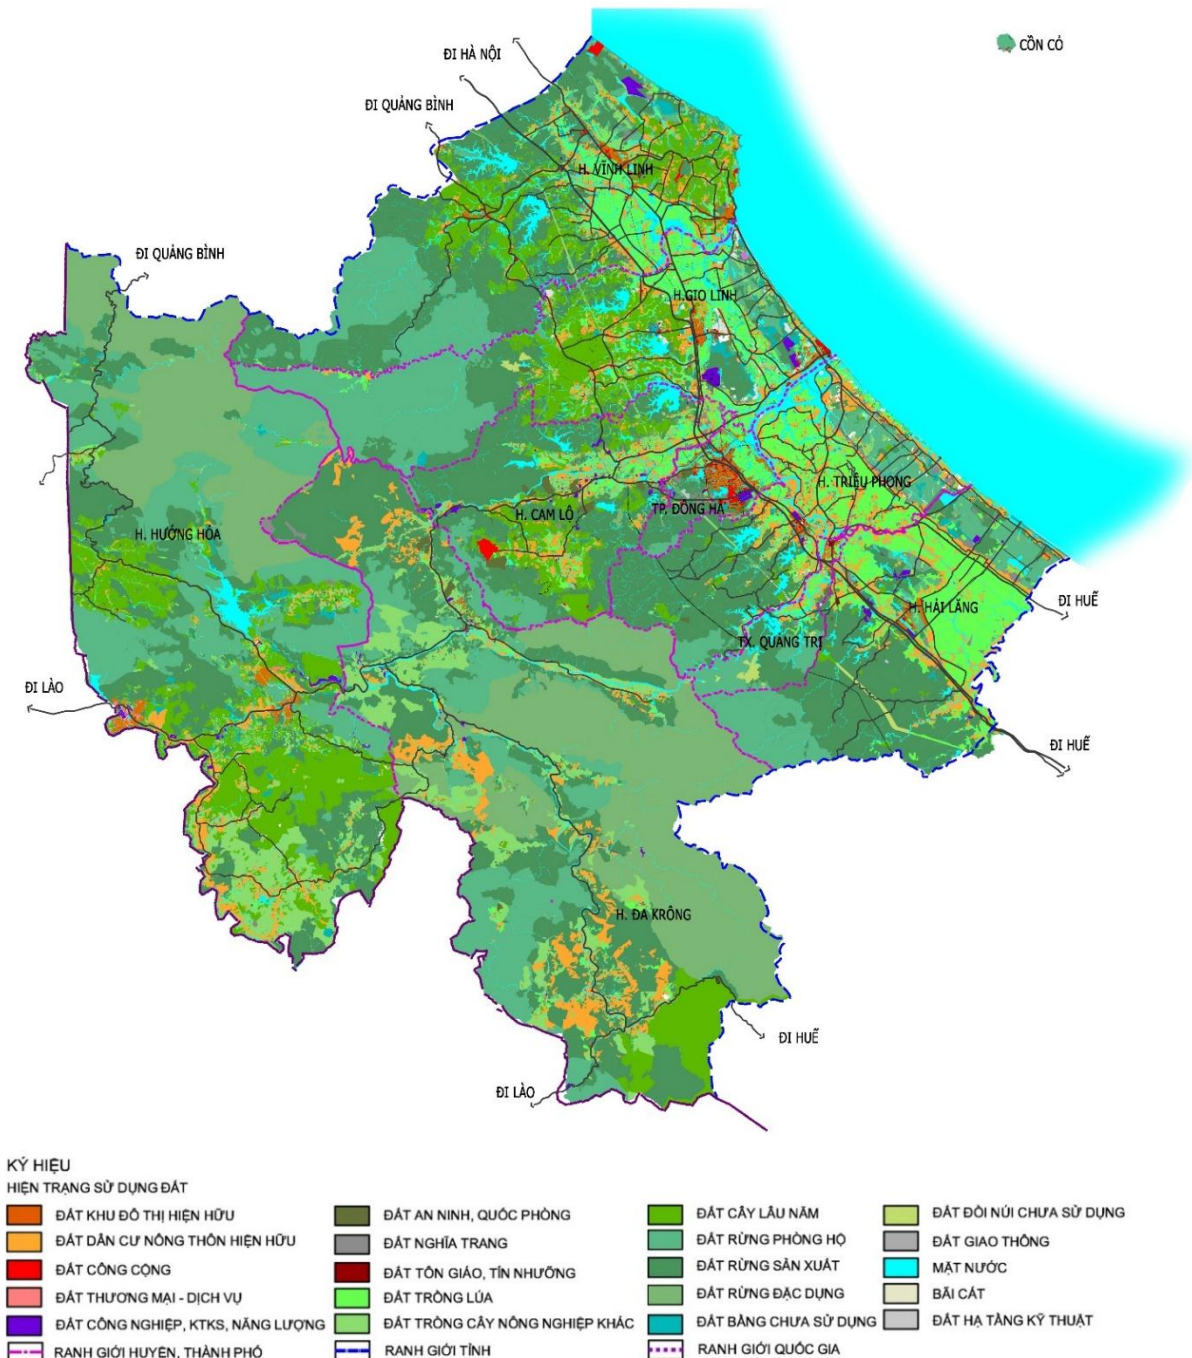 CỒN CỎ
ĐI HÀ NỘI
ĐI QUẢNG BÌNH
H. VĨNH LINH
ĐI QUẢNG BÌNH
H.GIO LINH
H. TRIỆU PHONG
H. CAM LỘ
TP. ĐÔNG HÀ
H. HƯỚNG HÓA
ĐI HUẾ
H. HẢI LĂNG
TX. QUẢNG TRỊ
ĐI LÀO
ĐI HUẾ
H. ĐA KRÔNG
ĐI HUẾ
ĐI LÀO
KÝ HIỆU
HIỆN TRẠNG SỬ DỤNG ĐẤT
ĐẤT KHU ĐÔ THỊ HIỆN HỮU
ĐẤT DÂN CƯ NÔNG THÔN HIỆN HỮU
ĐẤT CÔNG CỘNG
ĐẤT THƯƠNG MẠI - DỊCH VỤ
ĐẤT CÔNG NGHIỆP, KTKS, NĂNG LƯỢNG
RANH GIỚI HUYỆN, THÀNH PHỐ
ĐẤT AN NINH, QUỐC PHÒNG
ĐẤT NGHĨA TRANG
ĐẤT TÔN GIÁO, TÍN NHƯỠNG
ĐẤT TRỒNG LÚA
ĐẤT TRỒNG CÂY NÔNG NGHIỆP KHÁC
RANH GIỚI TỈNH
ĐẤT CÂY LÂU NĂM
ĐẤT RỪNG PHÒNG HỘ
ĐẤT RỪNG SẢN XUẤT
ĐẤT RỪNG ĐẶC DỤNG
ĐẤT BẰNG CHƯA SỬ DỤNG
RANH GIỚI QUỐC GIA
ĐẤT ĐỒI NÚI CHƯA SỬ DỤNG
ĐẤT GIAO THÔNG
MẶT NƯỚC
BÃI CÁT
ĐẤT HẠ TẦNG KỸ THUẬT